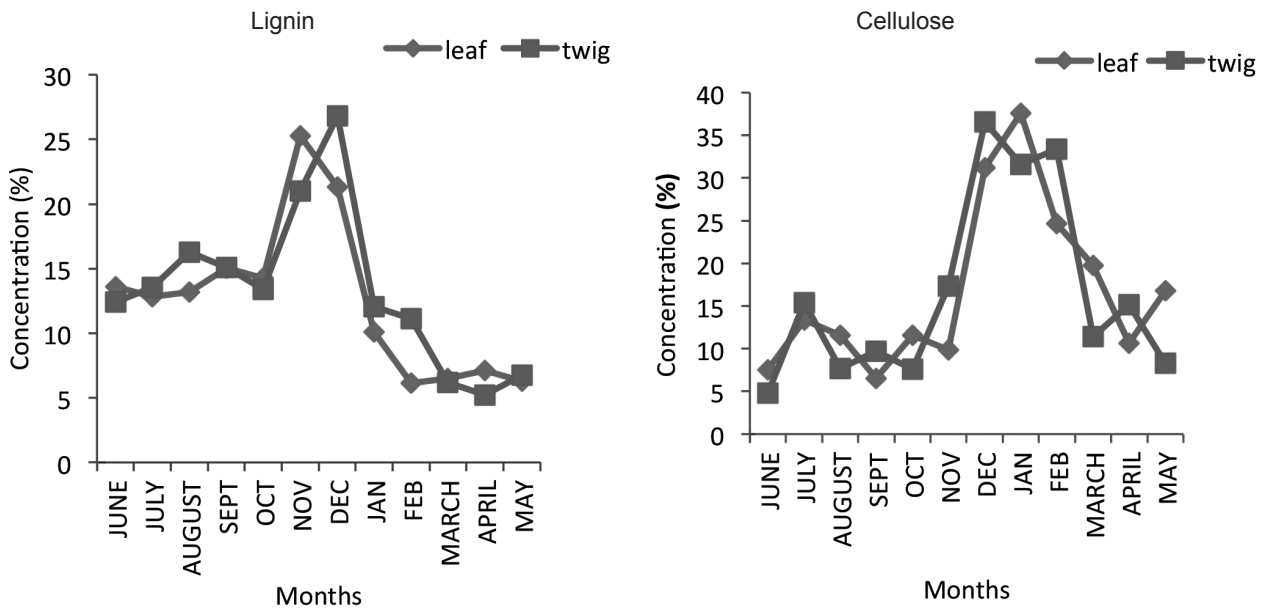 Lignin
leaf twig
30
25
20
15
10
5
0
Concentration (%)
JUNE
JULY
AUGUST
SEPT
OCT
NOV
DEC
JAN
FEB
MARCH
APRIL
MAY
Months
Cellulose
leaf twig
40
35
30
25
20
15
10
5
0
Concentration (%)
JUNE
JULY
AUGUST
SEPT
OCT
NOV
DEC
JAN
FEB
MARCH
APRIL
MAY
Months